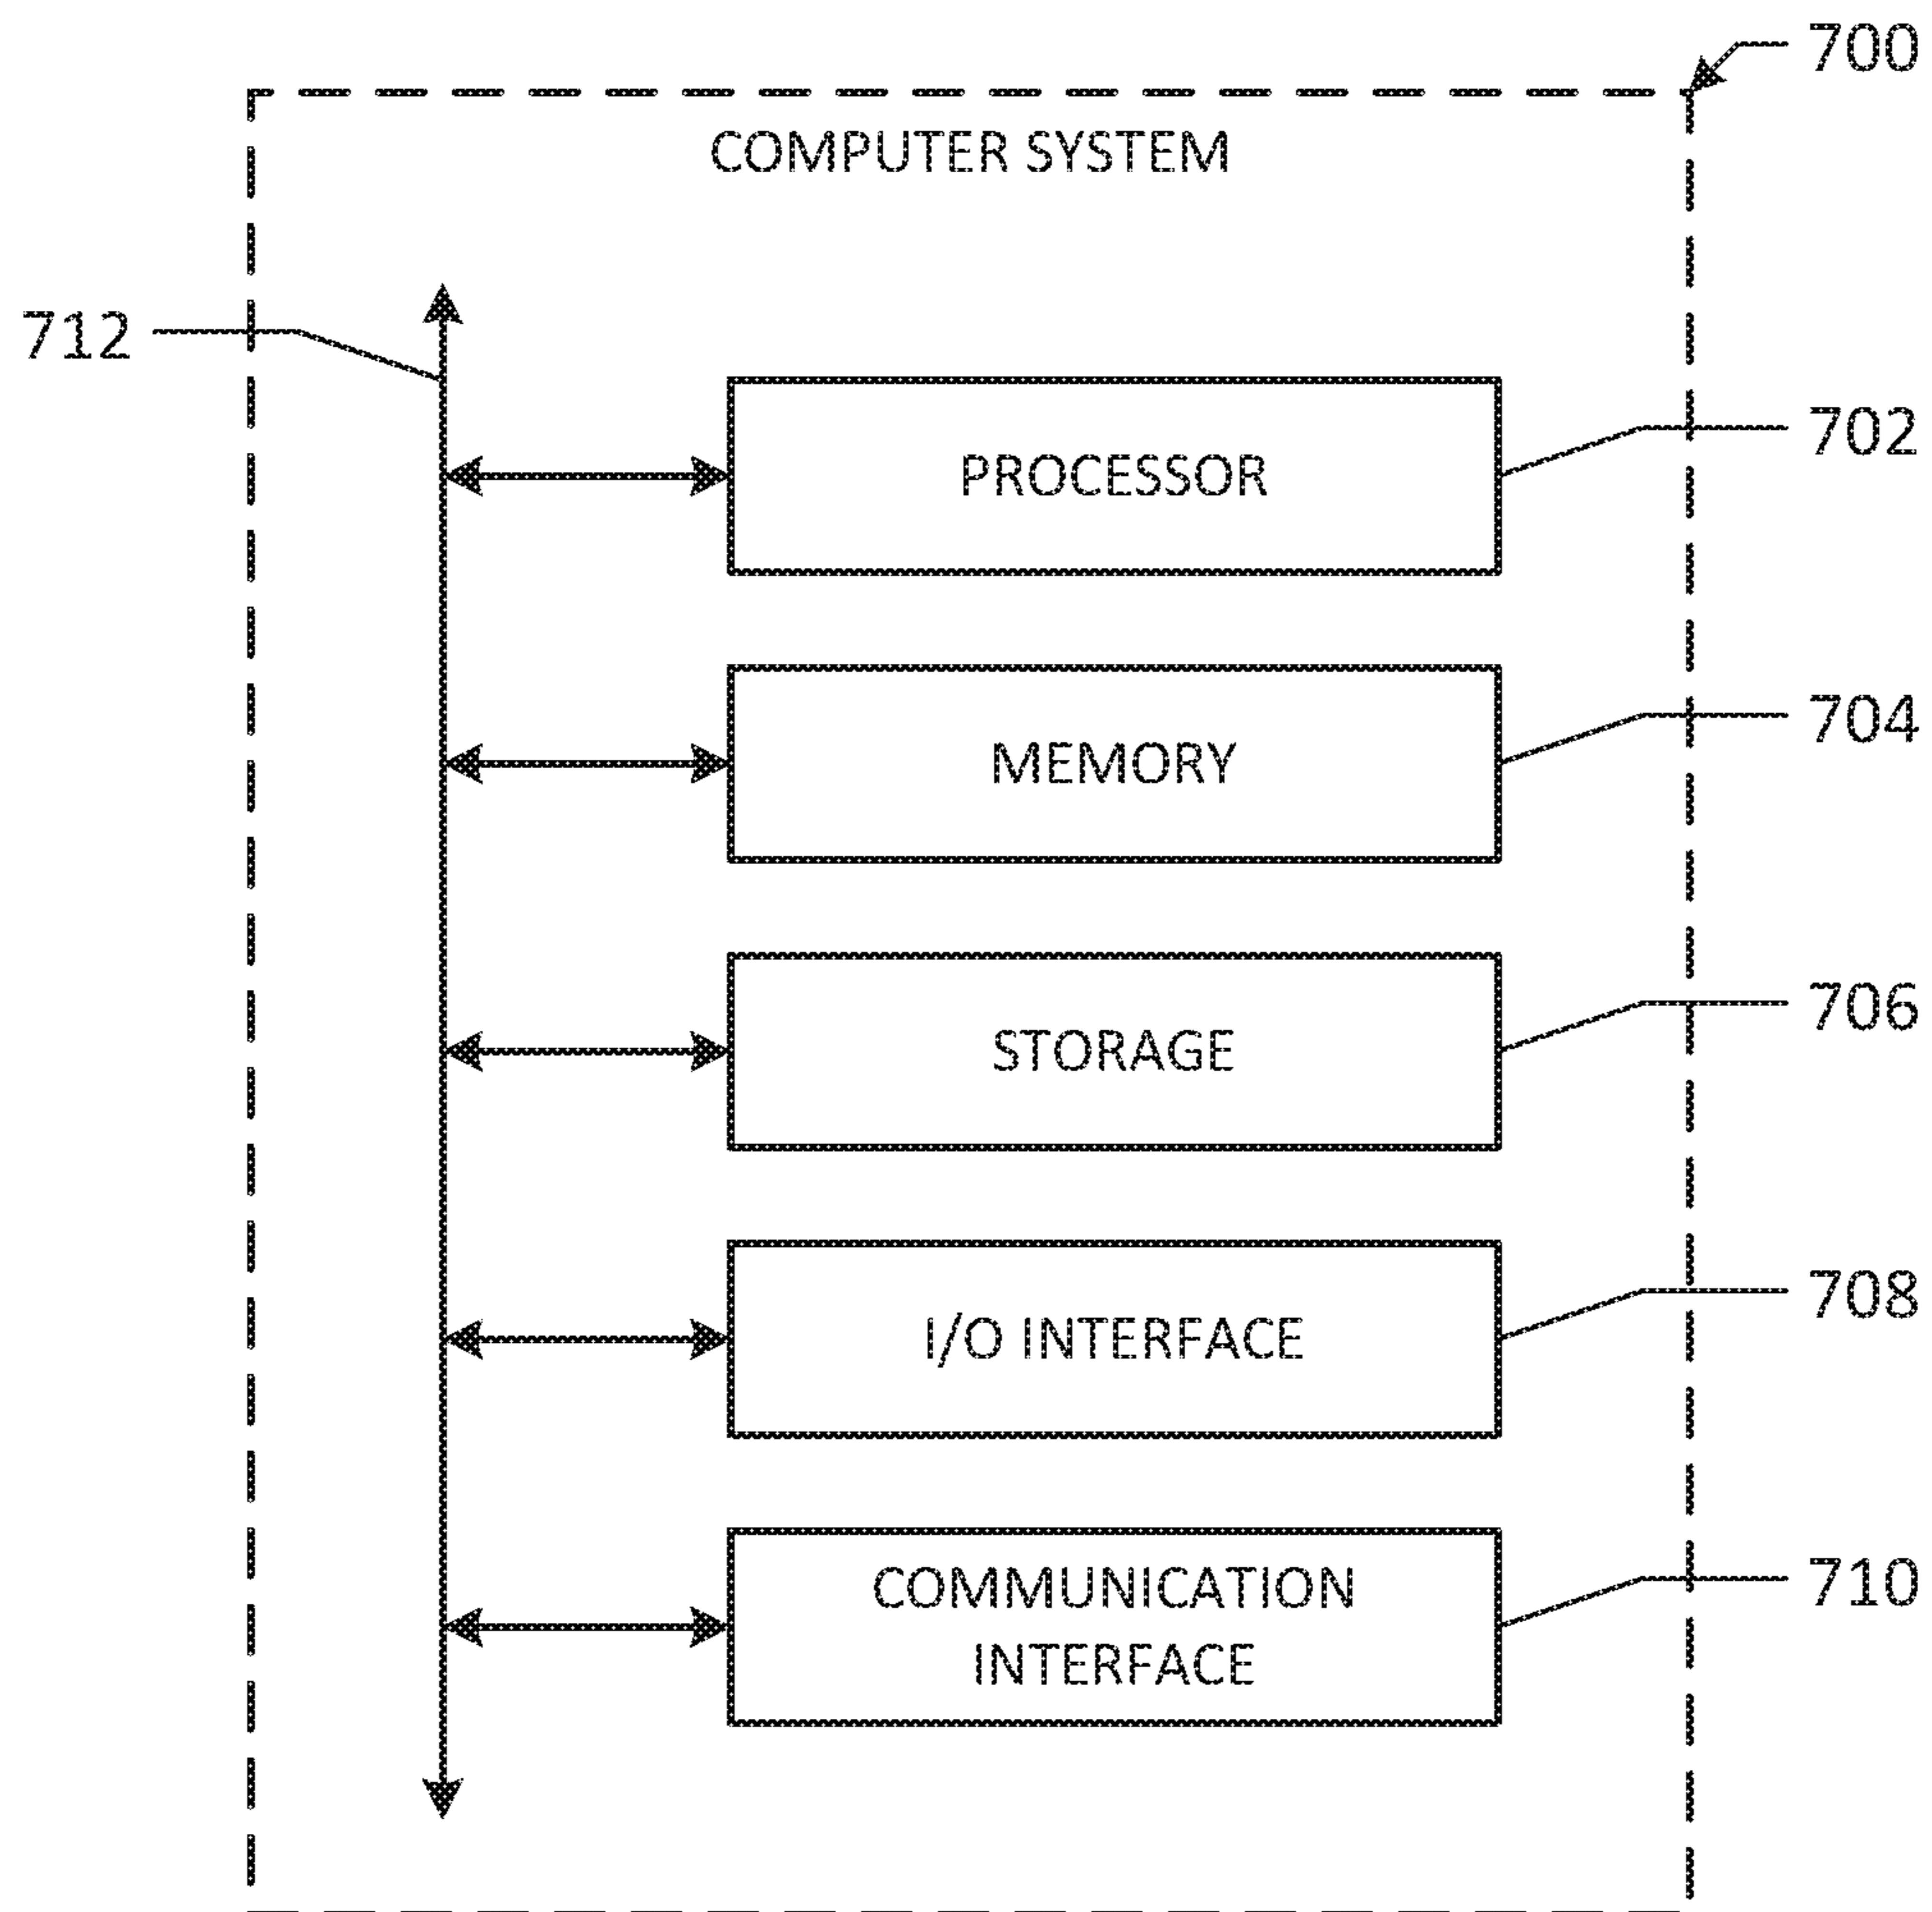 700
COMPUTER SYSTEM
712
PROCESSOR
702
MEMORY
704
STORAGE
706
I/O INTERFACE
708
COMMUNICATION
INTERFACE
710